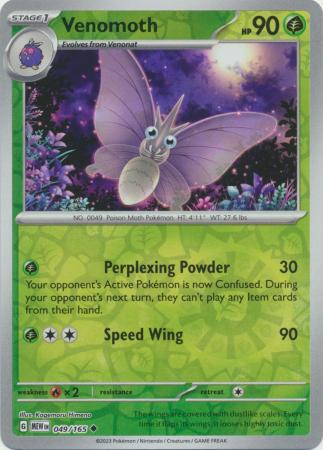 STAGE 1
Venomoth
HP 90
Evolves from Venonat
NO. 0049 Poison Moth Pokémon HT: 4'11" WT: 27.6 lbs
Perplexing Powder 30
Your opponent's Active Pokémon is now Confused. During
your opponent's next turn, they can't play any Item cards
from their hand.
Speed Wing 90
weakness ×2 resistance retreat
Illus. Kagemaru Himeno
G MEW EN 049/165
The wings are covered with dustlike scales. Every
time it flaps its wings, it looses highly toxic dust.
©2023 Pokémon / Nintendo / Creatures / GAME FREAK